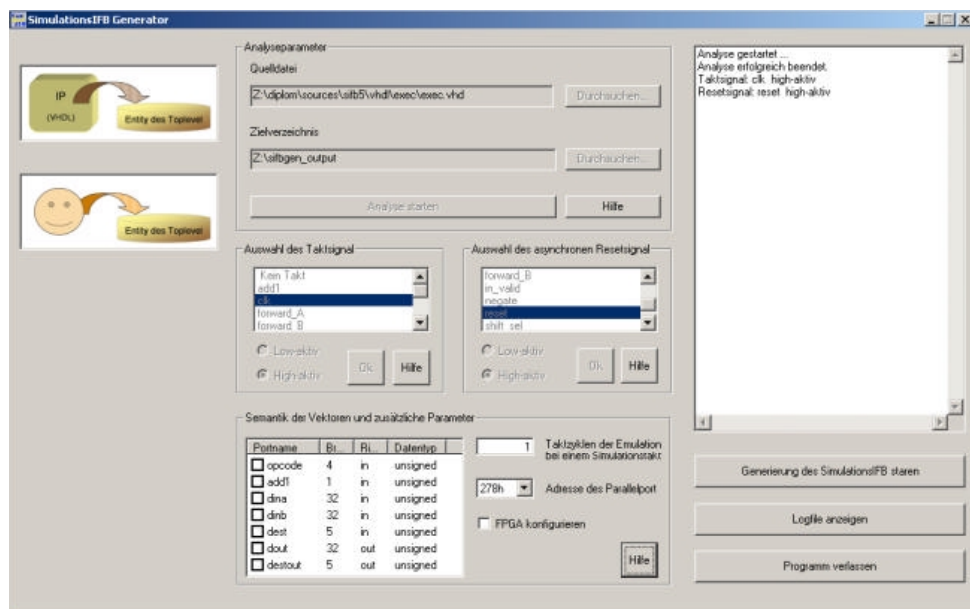 SimulationsIFB Generator
IP
(VHDL)
Entity des Toplevel
Entity des Toplevel
Analyseparameter
Quelldatei
Z:\diplom\sources\sifb5\vhdl\exec\exec.vhd
Durchsuchen...
Zielverzeichnis
Z:\sifbgen_output
Durchsuchen...
Analyse starten
Hilfe
Auswahl des Taktsignal
Kein Takt
add1
clk
forward_A
forward_B
Low-aktiv
High-aktiv
Ok
Hilfe
Auswahl des asynchronen Resetsignal
forward_B
in_valid
negate
reset
shift_sel
Low-aktiv
High-aktiv
Ok
Hilfe
Semantik der Vektoren und zusätzliche Parameter
Portname Bi... Ri... Datentyp
opcode 4 in unsigned
add1 1 in unsigned
dina 32 in unsigned
dinb 32 in unsigned
dest 5 in unsigned
dout 32 out unsigned
destout 5 out unsigned
1 Taktzyklen der Emulation
bei einem Simulationstakt
278h Adresse des Parallelport
FPGA konfigurieren
Hilfe
Analyse gestartet ...
Analyse erfolgreich beendet.
Taktsignal: clk high-aktiv
Resetsignal: reset high-aktiv
Generierung des SimulationsIFB staren
Logfile anzeigen
Programm verlassen